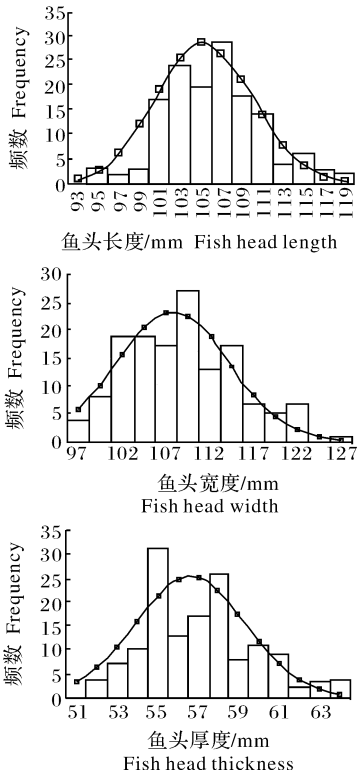 频数 Frequency
35
30
25
20
15
10
5
0
93 95 97 99 101 103 105 107 109 111 113 115 117 119
鱼头长度/mm Fish head length
频数 Frequency
30
25
20
15
10
5
0
97 102 107 112 117 122 127
鱼头宽度/mm
Fish head width
频数 Frequency
35
30
25
20
15
10
5
0
51 53 55 57 59 61 63
鱼头厚度/mm
Fish head thickness